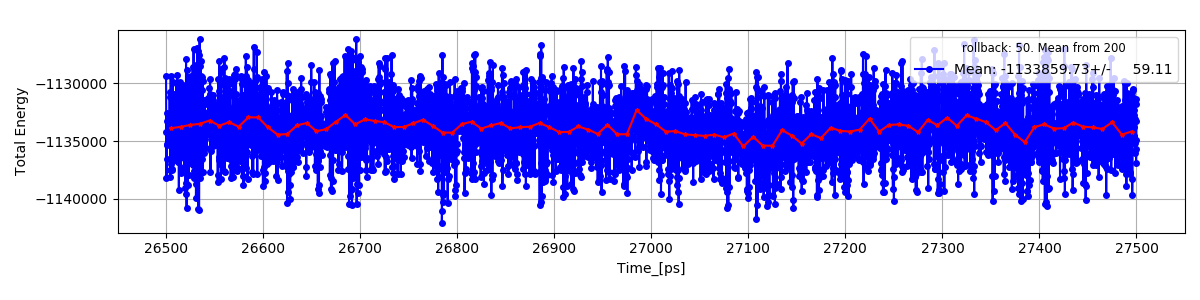 rollback: 50. Mean from 200
Mean: -1133859.73+/- 59.11
Total Energy
−1130000
−1135000
−1140000
26500 26600 26700 26800 26900 27000 27100 27200 27300 27400 27500
Time_[ps]